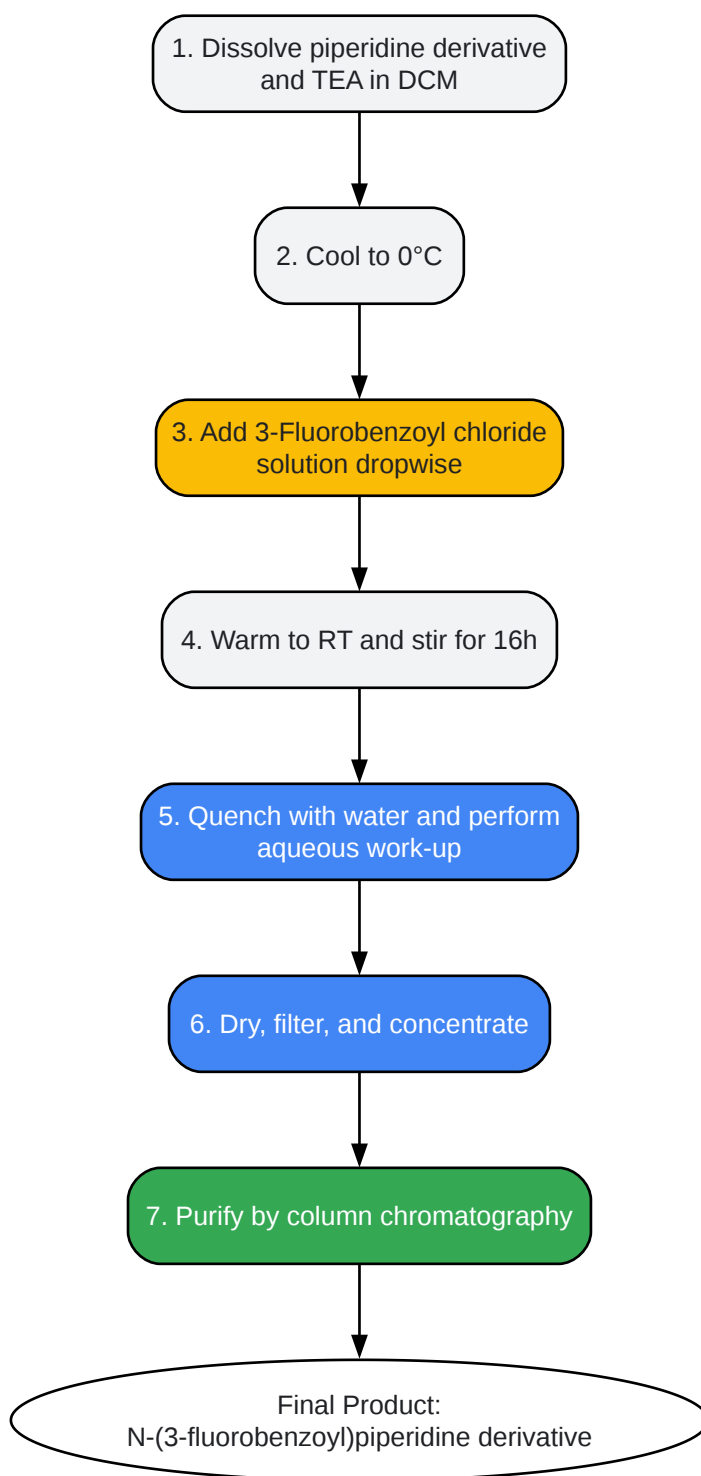 1. Dissolve piperidine derivative
and TEA in DCM
2. Cool to 0°C
3. Add 3-Fluorobenzoyl chloride
solution dropwise
4. Warm to RT and stir for 16h
5. Quench with water and perform
aqueous work-up
6. Dry, filter, and concentrate
7. Purify by column chromatography
Final Product:
N-(3-fluorobenzoyl)piperidine derivative